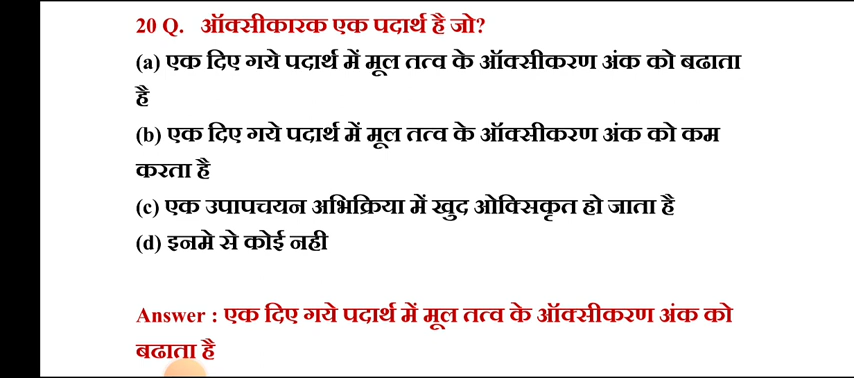 20 Q. ऑक्सीकारक एक पदार्थ है जो?
(a) एक दिए गये पदार्थ में मूल तत्व के ऑक्सीकरण अंक को बढाता
है
(b) एक दिए गये पदार्थ में मूल तत्व के ऑक्सीकरण अंक को कम
करता है
(c) एक उपापचयन अभिक्रिया में खुद ओक्सिकृत हो जाता है
(d) इनमे से कोई नही
Answer : एक दिए गये पदार्थ में मूल तत्व के ऑक्सीकरण अंक को
बढाता है